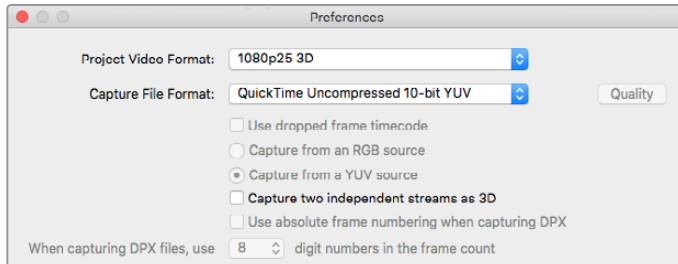 Preferences
Project Video Format: 1080p25 3D
Capture File Format: QuickTime Uncompressed 10-bit YUV Quality
Use dropped frame timecode
Capture from an RGB source
Capture from a YUV source
Capture two independent streams as 3D
Use absolute frame numbering when capturing DPX
When capturing DPX files, use 8 digit numbers in the frame count